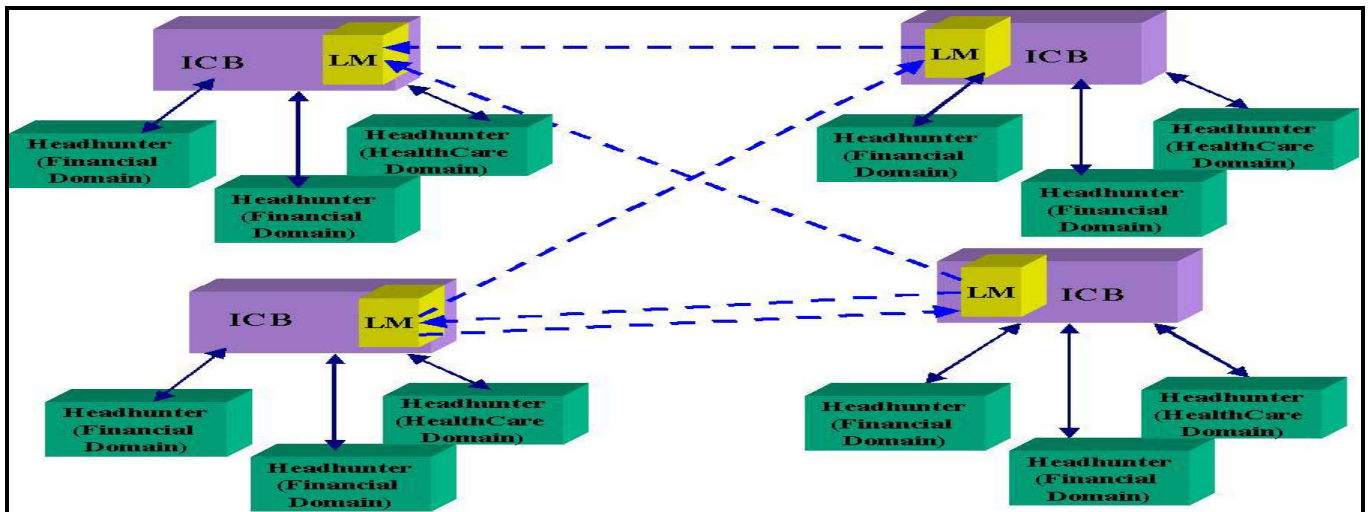 ICB
LM
Headhunter
(Financial
Domain)
Headhunter
(Financial
Domain)
Headhunter
(HealthCare
Domain)
LM
ICB
Headhunter
(Financial
Domain)
Headhunter
(Financial
Domain)
Headhunter
(HealthCare
Domain)
ICB
LM
Headhunter
(Financial
Domain)
Headhunter
(Financial
Domain)
Headhunter
(HealthCare
Domain)
LM
ICB
Headhunter
(Financial
Domain)
Headhunter
(Financial
Domain)
Headhunter
(HealthCare
Domain)